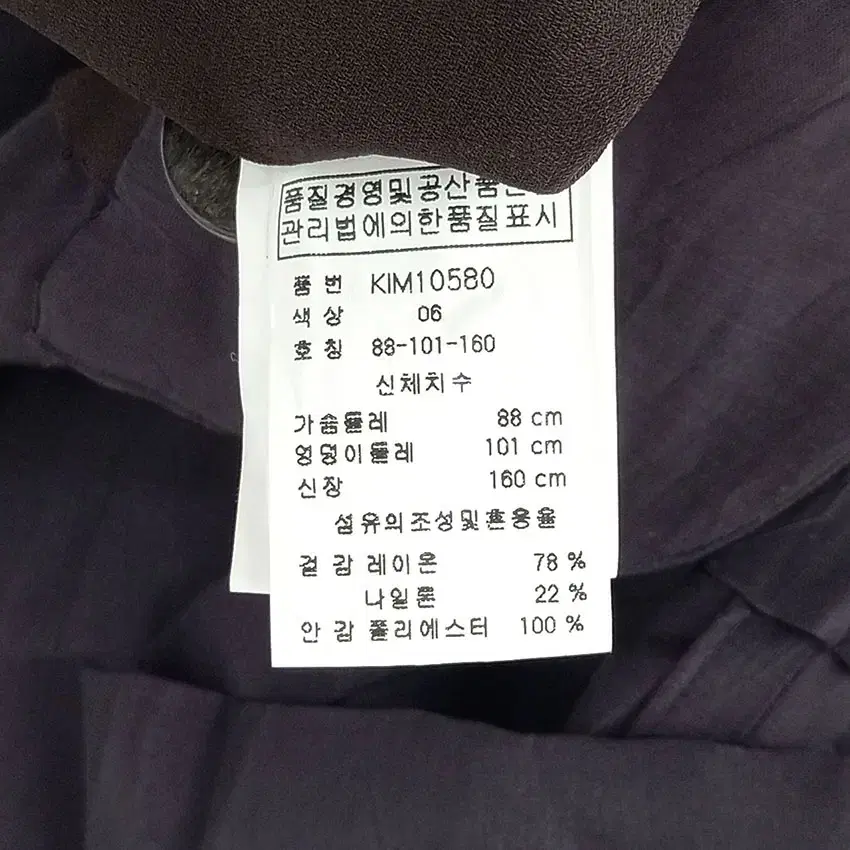 품질경영및공산품안
관리법에의한품질표시
품 번 KIM10580
색 상 06
호 칭 88-101-160
신체치수
가슴둘레 88 cm
엉덩이둘레 101 cm
신장 160 cm
섬유의조성및혼용율
겉 감 레이온 78 %
나일론 22 %
안 감 폴리에스터 100 %